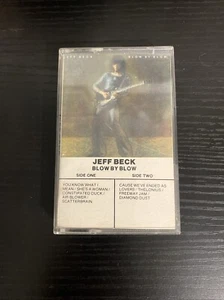 JEFF BECK BLOW BY BLOW
JEFF BECK
BLOW BY BLOW
SIDE ONE
YOU KNOW WHAT I
MEAN / SHE'S A WOMAN /
CONSTIPATED DUCK /
AIR BLOWER /
SCATTERBRAIN
SIDE TWO
CAUSE WE'VE ENDED AS
LOVERS / THELONIUS /
FREEWAY JAM /
DIAMOND DUST